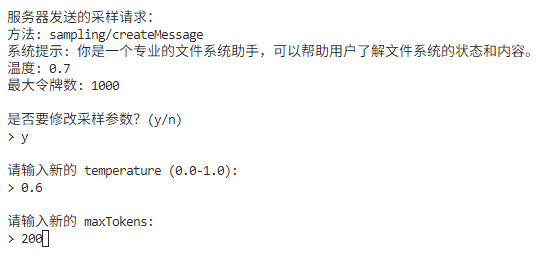 服务器发送的采样请求：
方法: sampling/createMessage
系统提示: 你是一个专业的文件系统助手，可以帮助用户了解文件系统的状态和内容。
温度: 0.7
最大令牌数: 1000
是否要修改采样参数？(y/n)
> y
请输入新的 temperature (0.0-1.0):
> 0.6
请输入新的 maxTokens:
> 200